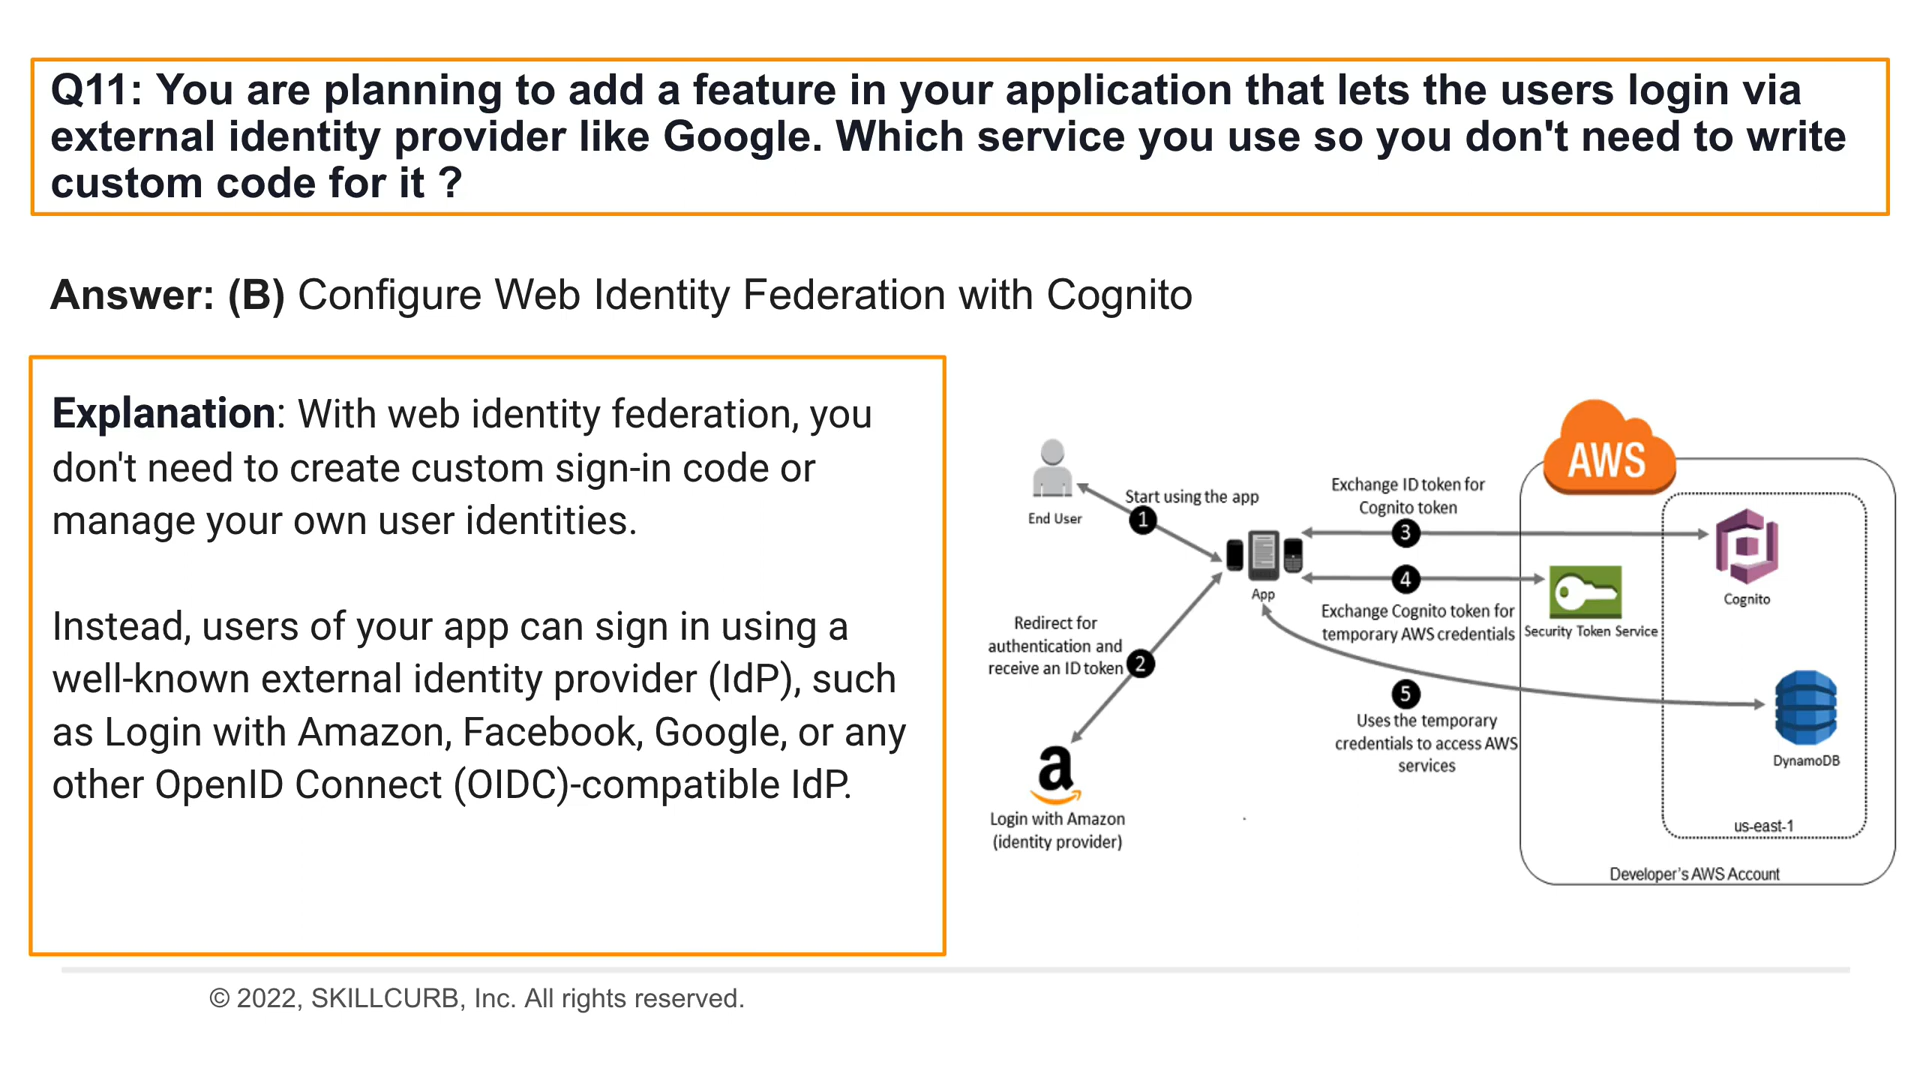 Q11: You are planning to add a feature in your application that lets the users login via
external identity provider like Google. Which service you use so you don't need to write
custom code for it ?
Answer: (B) Configure Web Identity Federation with Cognito
Explanation: With web identity federation, you
don't need to create custom sign-in code or
manage your own user identities.
Instead, users of your app can sign in using a
well-known external identity provider (IdP), such
as Login with Amazon, Facebook, Google, or any
other OpenID Connect (OIDC)-compatible IdP.
End User
Start using the app
1
App
Redirect for
authentication and
receive an ID token
2
a
Login with Amazon
(identity provider)
Exchange ID token for
Cognito token
3
4
Exchange Cognito token for
temporary AWS credentials
5
Uses the temporary
credentials to access AWS
services
AWS
Security Token Service
Cognito
DynamoDB
us-east-1
Developer's AWS Account
© 2022, SKILLCURB, Inc. All rights reserved.